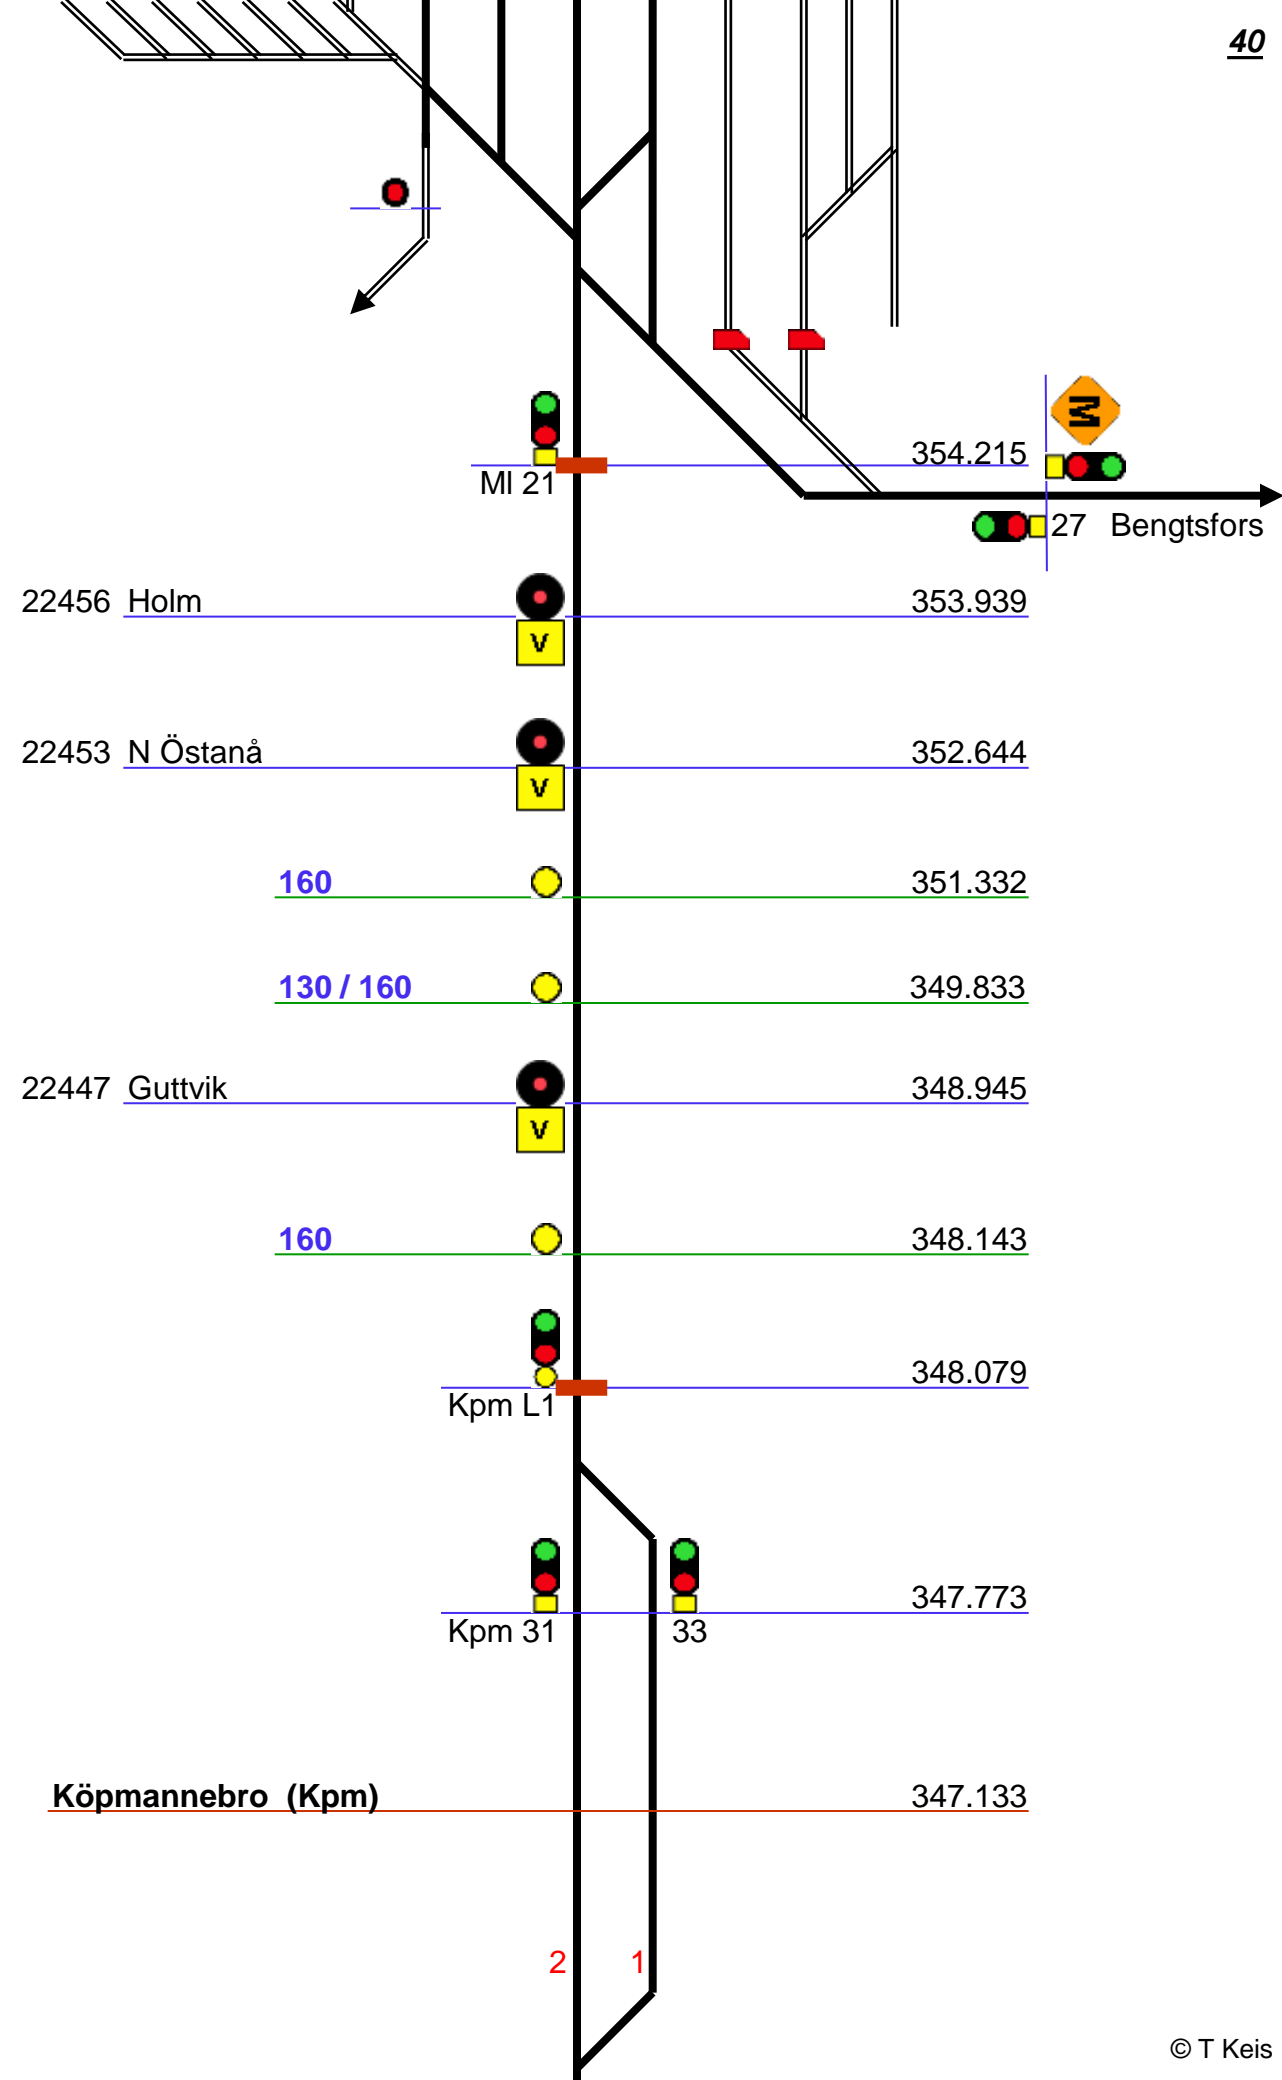 40
354.215
Ml 21
27 Bengtsfors
22456 Holm 353.939
V
22453 N Östanå 352.644
V
160 351.332
130 / 160 349.833
22447 Guttvik 348.945
V
160 348.143
348.079
Kpm L1
347.773
Kpm 31 33
Köpmannebro (Kpm) 347.133
2 1
© T Keis